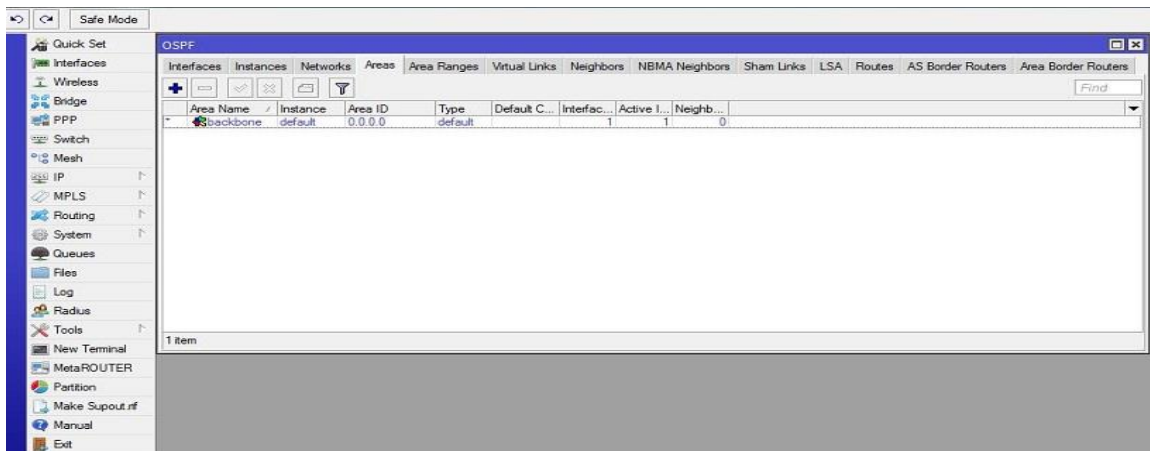 Safe Mode
Quick Set
Interfaces
Wireless
Bridge
PPP
Switch
Mesh
IP
MPLS
Routing
System
Queues
Files
Log
Radius
Tools
New Terminal
MetaROUTER
Partition
Make Supout.rif
Manual
Exit
OSPF
Interfaces Instances Networks Areas Area Ranges Virtual Links Neighbors NBMA Neighbors Sham Links LSA Routes AS Border Routers Area Border Routers
Find
Area Name / Instance Area ID Type Default C... Interfac... Active I... Neighb...
* backbone default 0.0.0.0 default 1 1 0
1 item